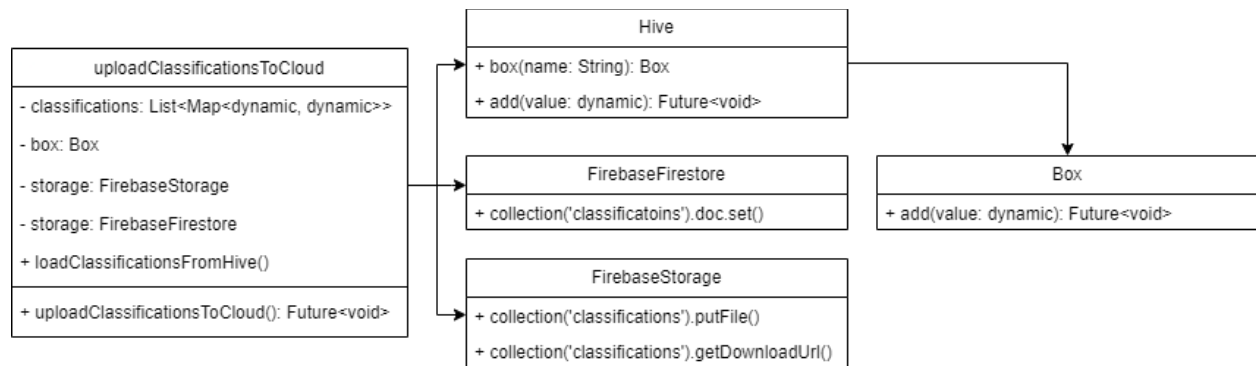 uploadClassificationsToCloud
- classifications: List<Map<dynamic, dynamic>>
- box: Box
- storage: FirebaseStorage
- storage: FirebaseFirestore
+ loadClassificationsFromHive()
+ uploadClassificationsToCloud(): Future<void>
Hive
+ box(name: String): Box
+ add(value: dynamic): Future<void>
FirebaseFirestore
+ collection('classificatoins').doc.set()
FirebaseStorage
+ collection('classifications').putFile()
+ collection('classifications').getDownloadUrl()
Box
+ add(value: dynamic): Future<void>